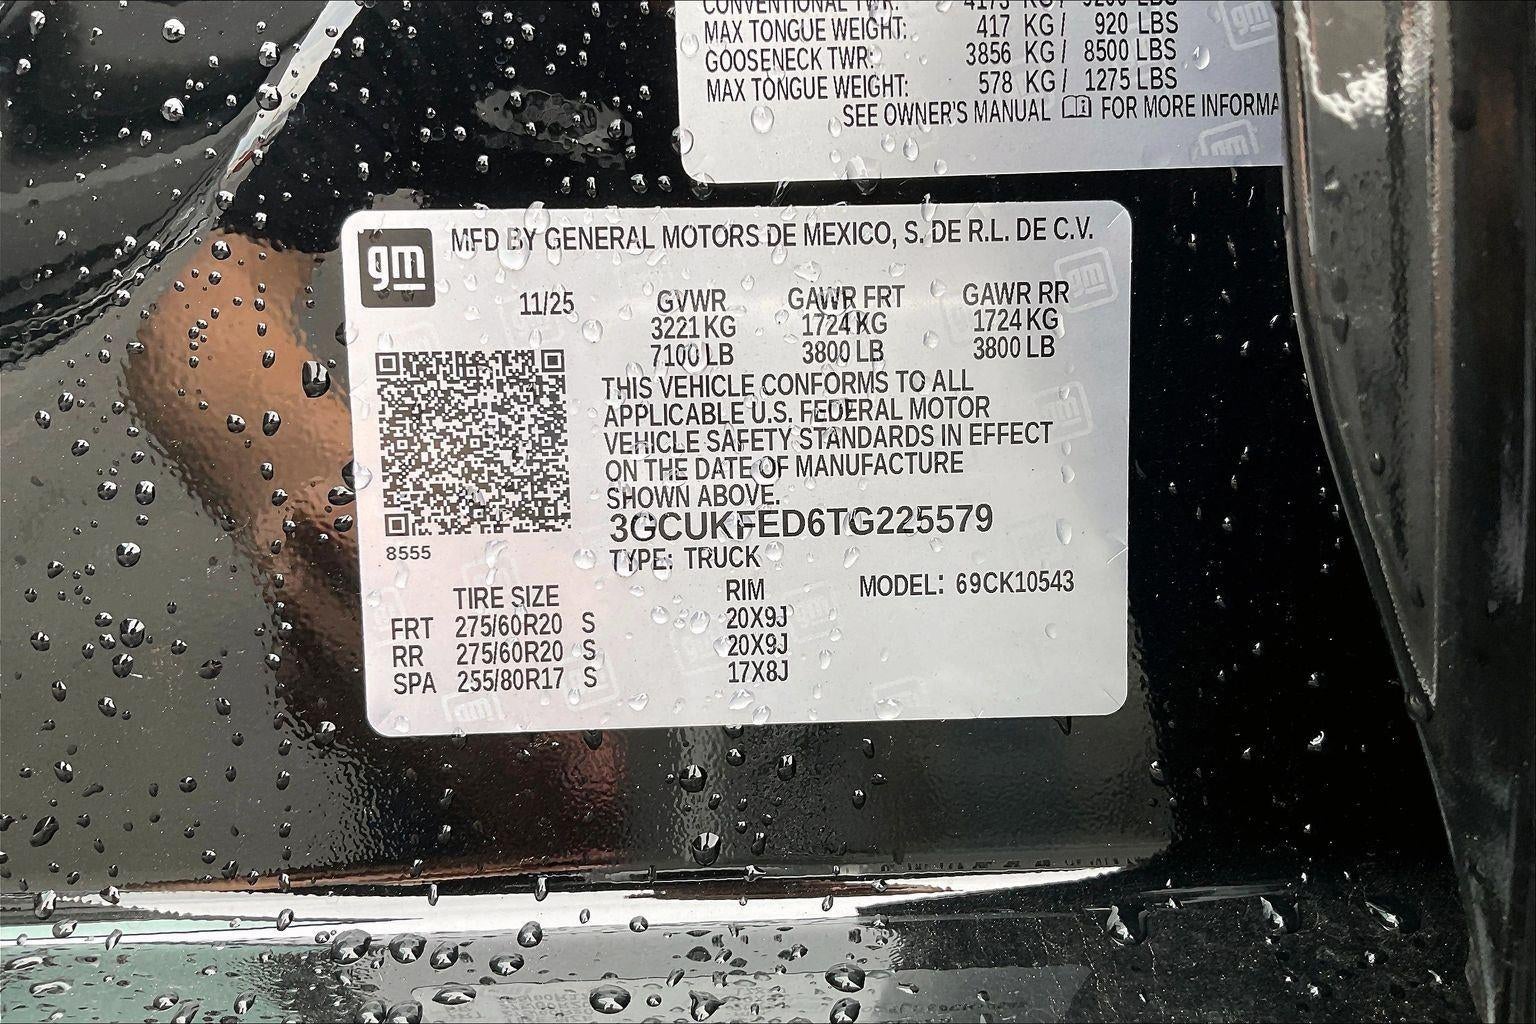 CONVENTIONAL TWR: 4173 KG / 9200 LBS
MAX TONGUE WEIGHT: 417 KG / 920 LBS
GOOSENECK TWR: 3856 KG / 8500 LBS
MAX TONGUE WEIGHT: 578 KG / 1275 LBS
SEE OWNER'S MANUAL FOR MORE INFORMA
gm
MFD BY GENERAL MOTORS DE MEXICO, S. DE R.L. DE C.V.
11/25 GVWR GAWR FRT GAWR RR
3221 KG 1724 KG 1724 KG
7100 LB 3800 LB 3800 LB
THIS VEHICLE CONFORMS TO ALL
APPLICABLE U.S. FEDERAL MOTOR
VEHICLE SAFETY STANDARDS IN EFFECT
ON THE DATE OF MANUFACTURE
SHOWN ABOVE.
3GCUKFED6TG225579
8555
TYPE: TRUCK
TIRE SIZE RIM MODEL: 69CK10543
FRT 275/60R20 S 20X9J
RR 275/60R20 S 20X9J
SPA 255/80R17 S 17X8J